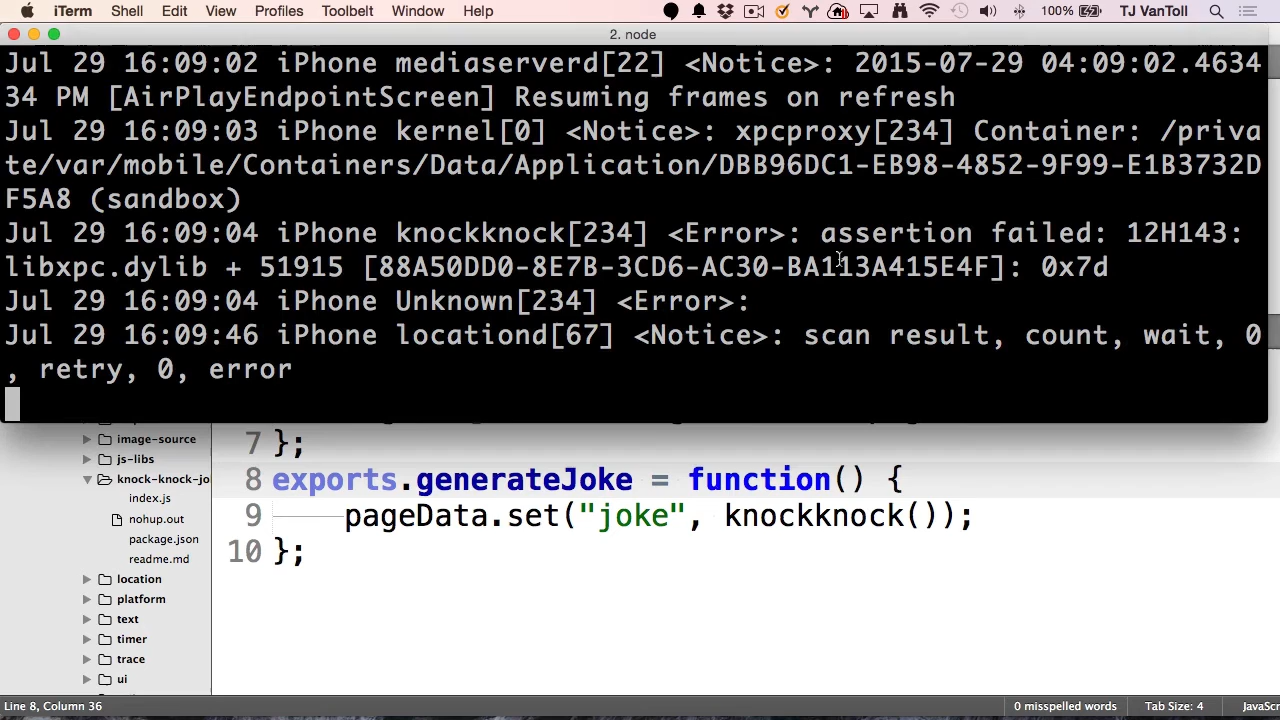 iTerm Shell Edit View Profiles Toolbelt Window Help 100% TJ VanToll
2. node
Jul 29 16:09:02 iPhone mediaserverd[22] <Notice>: 2015-07-29 04:09:02.4634
34 PM [AirPlayEndpointScreen] Resuming frames on refresh
Jul 29 16:09:03 iPhone kernel[0] <Notice>: xpcproxy[234] Container: /priva
te/var/mobile/Containers/Data/Application/DBB96DC1-EB98-4852-9F99-E1B3732D
F5A8 (sandbox)
Jul 29 16:09:04 iPhone knockknock[234] <Error>: assertion failed: 12H143:
libxpc.dylib + 51915 [88A50DD0-8E7B-3CD6-AC30-BA113A415E4F]: 0x7d
Jul 29 16:09:04 iPhone Unknown[234] <Error>:
Jul 29 16:09:46 iPhone locationd[67] <Notice>: scan result, count, wait, 0
, retry, 0, error
image-source
js-libs
knock-knock-jo
index.js
nohup.out
package.json
readme.md
location
platform
text
timer
trace
ui
7 };
8 exports.generateJoke = function() {
9 pageData.set("joke", knockknock());
10 };
Line 8, Column 36 0 misspelled words Tab Size: 4 JavaScr